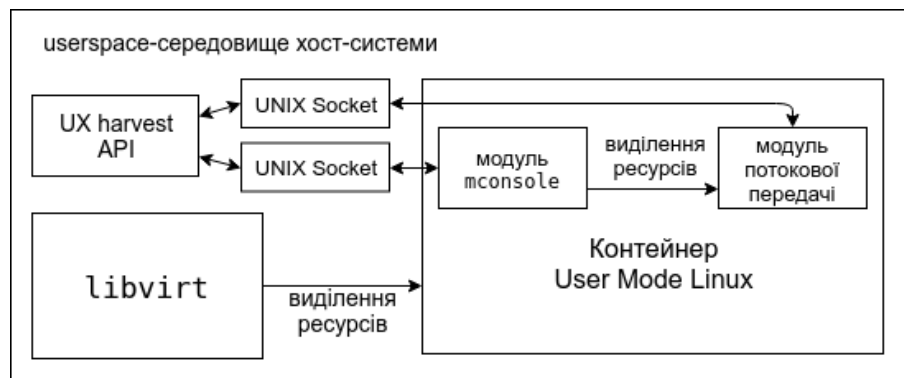 userspace-середовище хост-системи
UX harvest
API
UNIX Socket
UNIX Socket
модуль
mconsole
виділення
ресурсів
модуль
потокової
передачі
Контейнер
User Mode Linux
libvirt
виділення
ресурсів